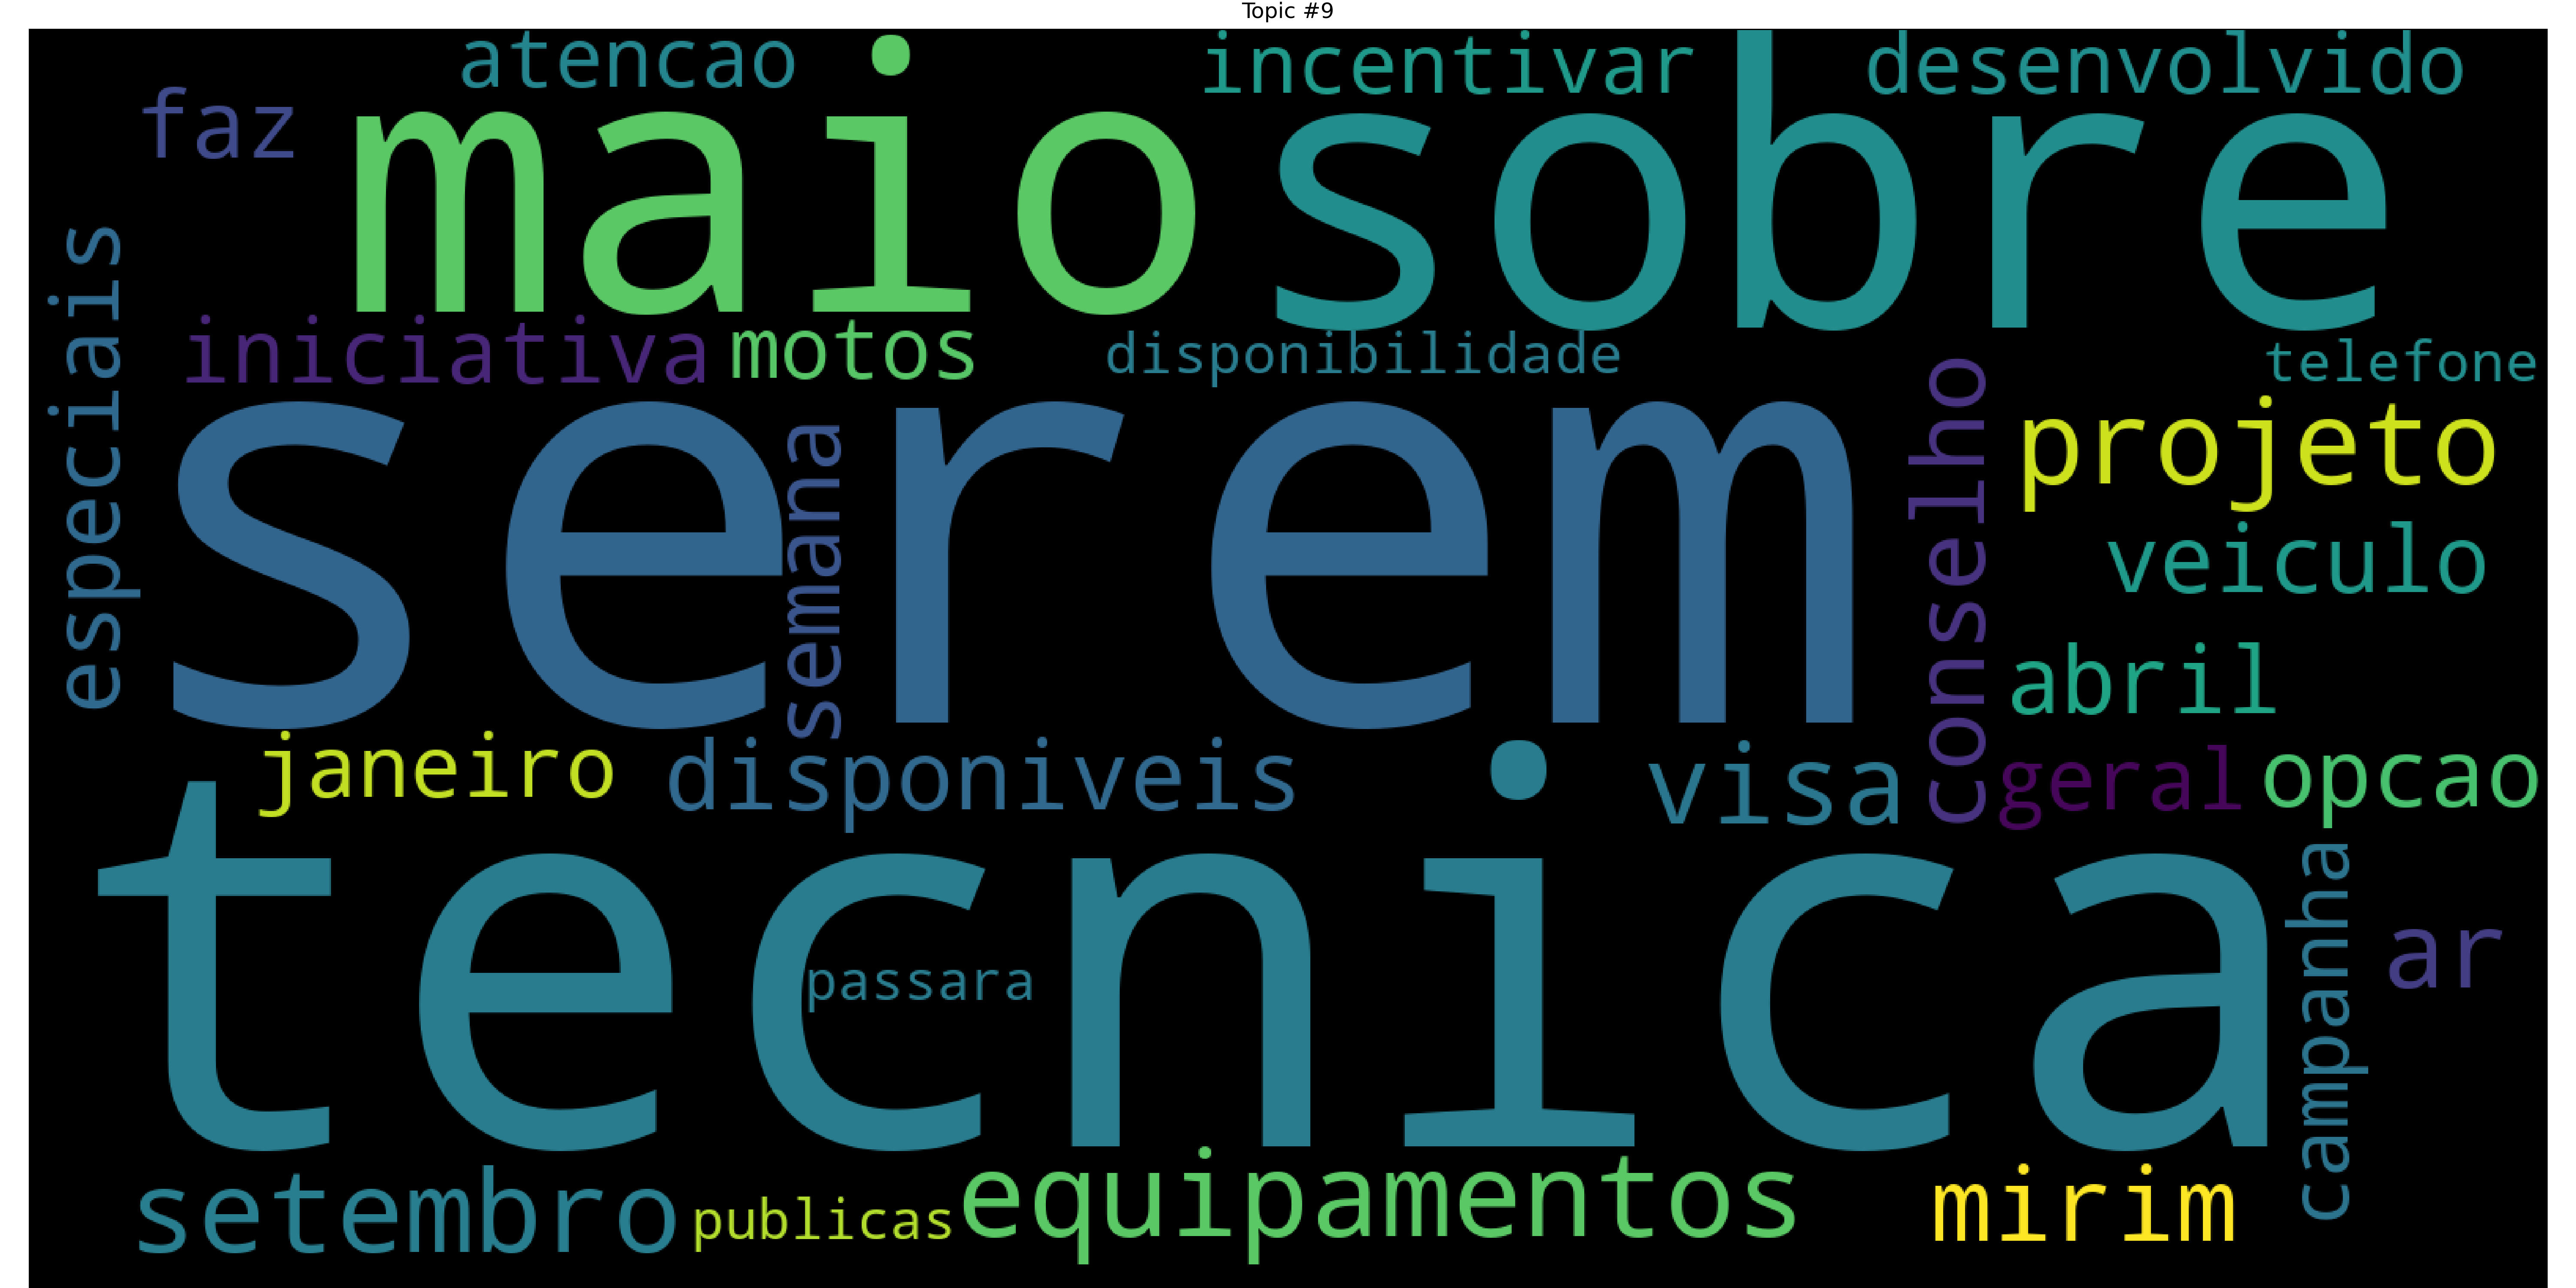 Topic #9
atencao
incentivar
desenvolvido
faz
maio
sobre
especiais
iniciativa
motos
disponibilidade
telefone
serem
semana
conselho
projeto
veiculo
abril
janeiro
disponiveis
visa
geral
opcao
tecnica
passara
campanha
ar
setembro
publicas
equipamentos
mirim